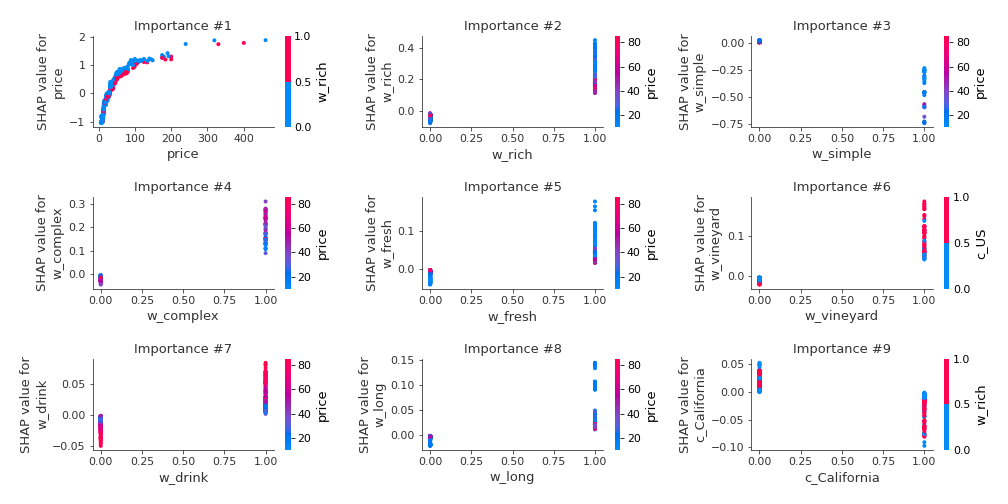 Importance #1
SHAP value for
price
2
1
0
−1
0
100
200
300
400
price
1.0
0.5
0.0
w_rich
Importance #2
SHAP value for
w_rich
0.4
0.2
0.0
0.00
0.25
0.50
0.75
1.00
w_rich
80
60
40
20
price
Importance #3
SHAP value for
w_simple
0.00
−0.25
−0.50
−0.75
0.00
0.25
0.50
0.75
1.00
w_simple
80
60
40
20
price
Importance #4
SHAP value for
w_complex
0.3
0.2
0.1
0.0
0.00
0.25
0.50
0.75
1.00
w_complex
80
60
40
20
price
Importance #5
SHAP value for
w_fresh
0.1
0.0
0.00
0.25
0.50
0.75
1.00
w_fresh
80
60
40
20
price
Importance #6
SHAP value for
w_vineyard
0.1
0.0
0.00
0.25
0.50
0.75
1.00
w_vineyard
1.0
0.5
0.0
c_US
Importance #7
SHAP value for
w_drink
0.05
0.00
−0.05
0.00
0.25
0.50
0.75
1.00
w_drink
80
60
40
20
price
Importance #8
SHAP value for
w_long
0.15
0.10
0.05
0.00
0.00
0.25
0.50
0.75
1.00
w_long
80
60
40
20
price
Importance #9
SHAP value for
c_California
0.05
0.00
−0.05
−0.10
0.00
0.25
0.50
0.75
1.00
c_California
1.0
0.5
0.0
w_rich